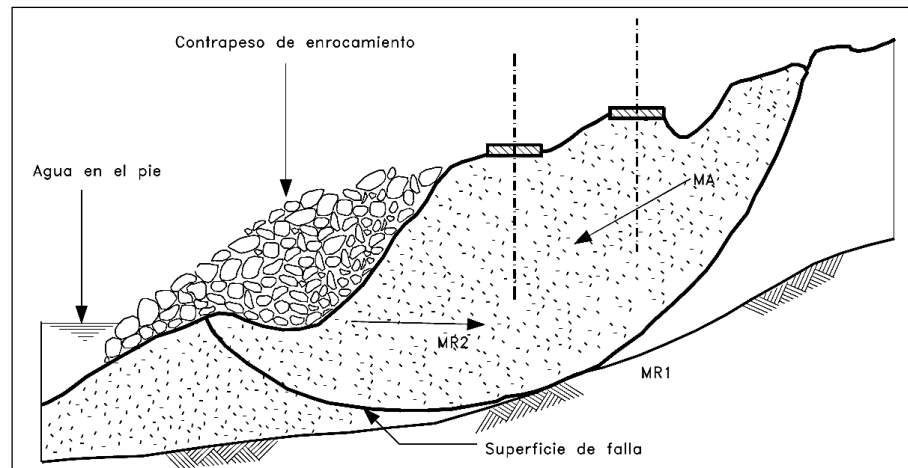 Contrapeso de enrocamiento
Agua en el pie
MA
MR2
MR1
Superficie de falla